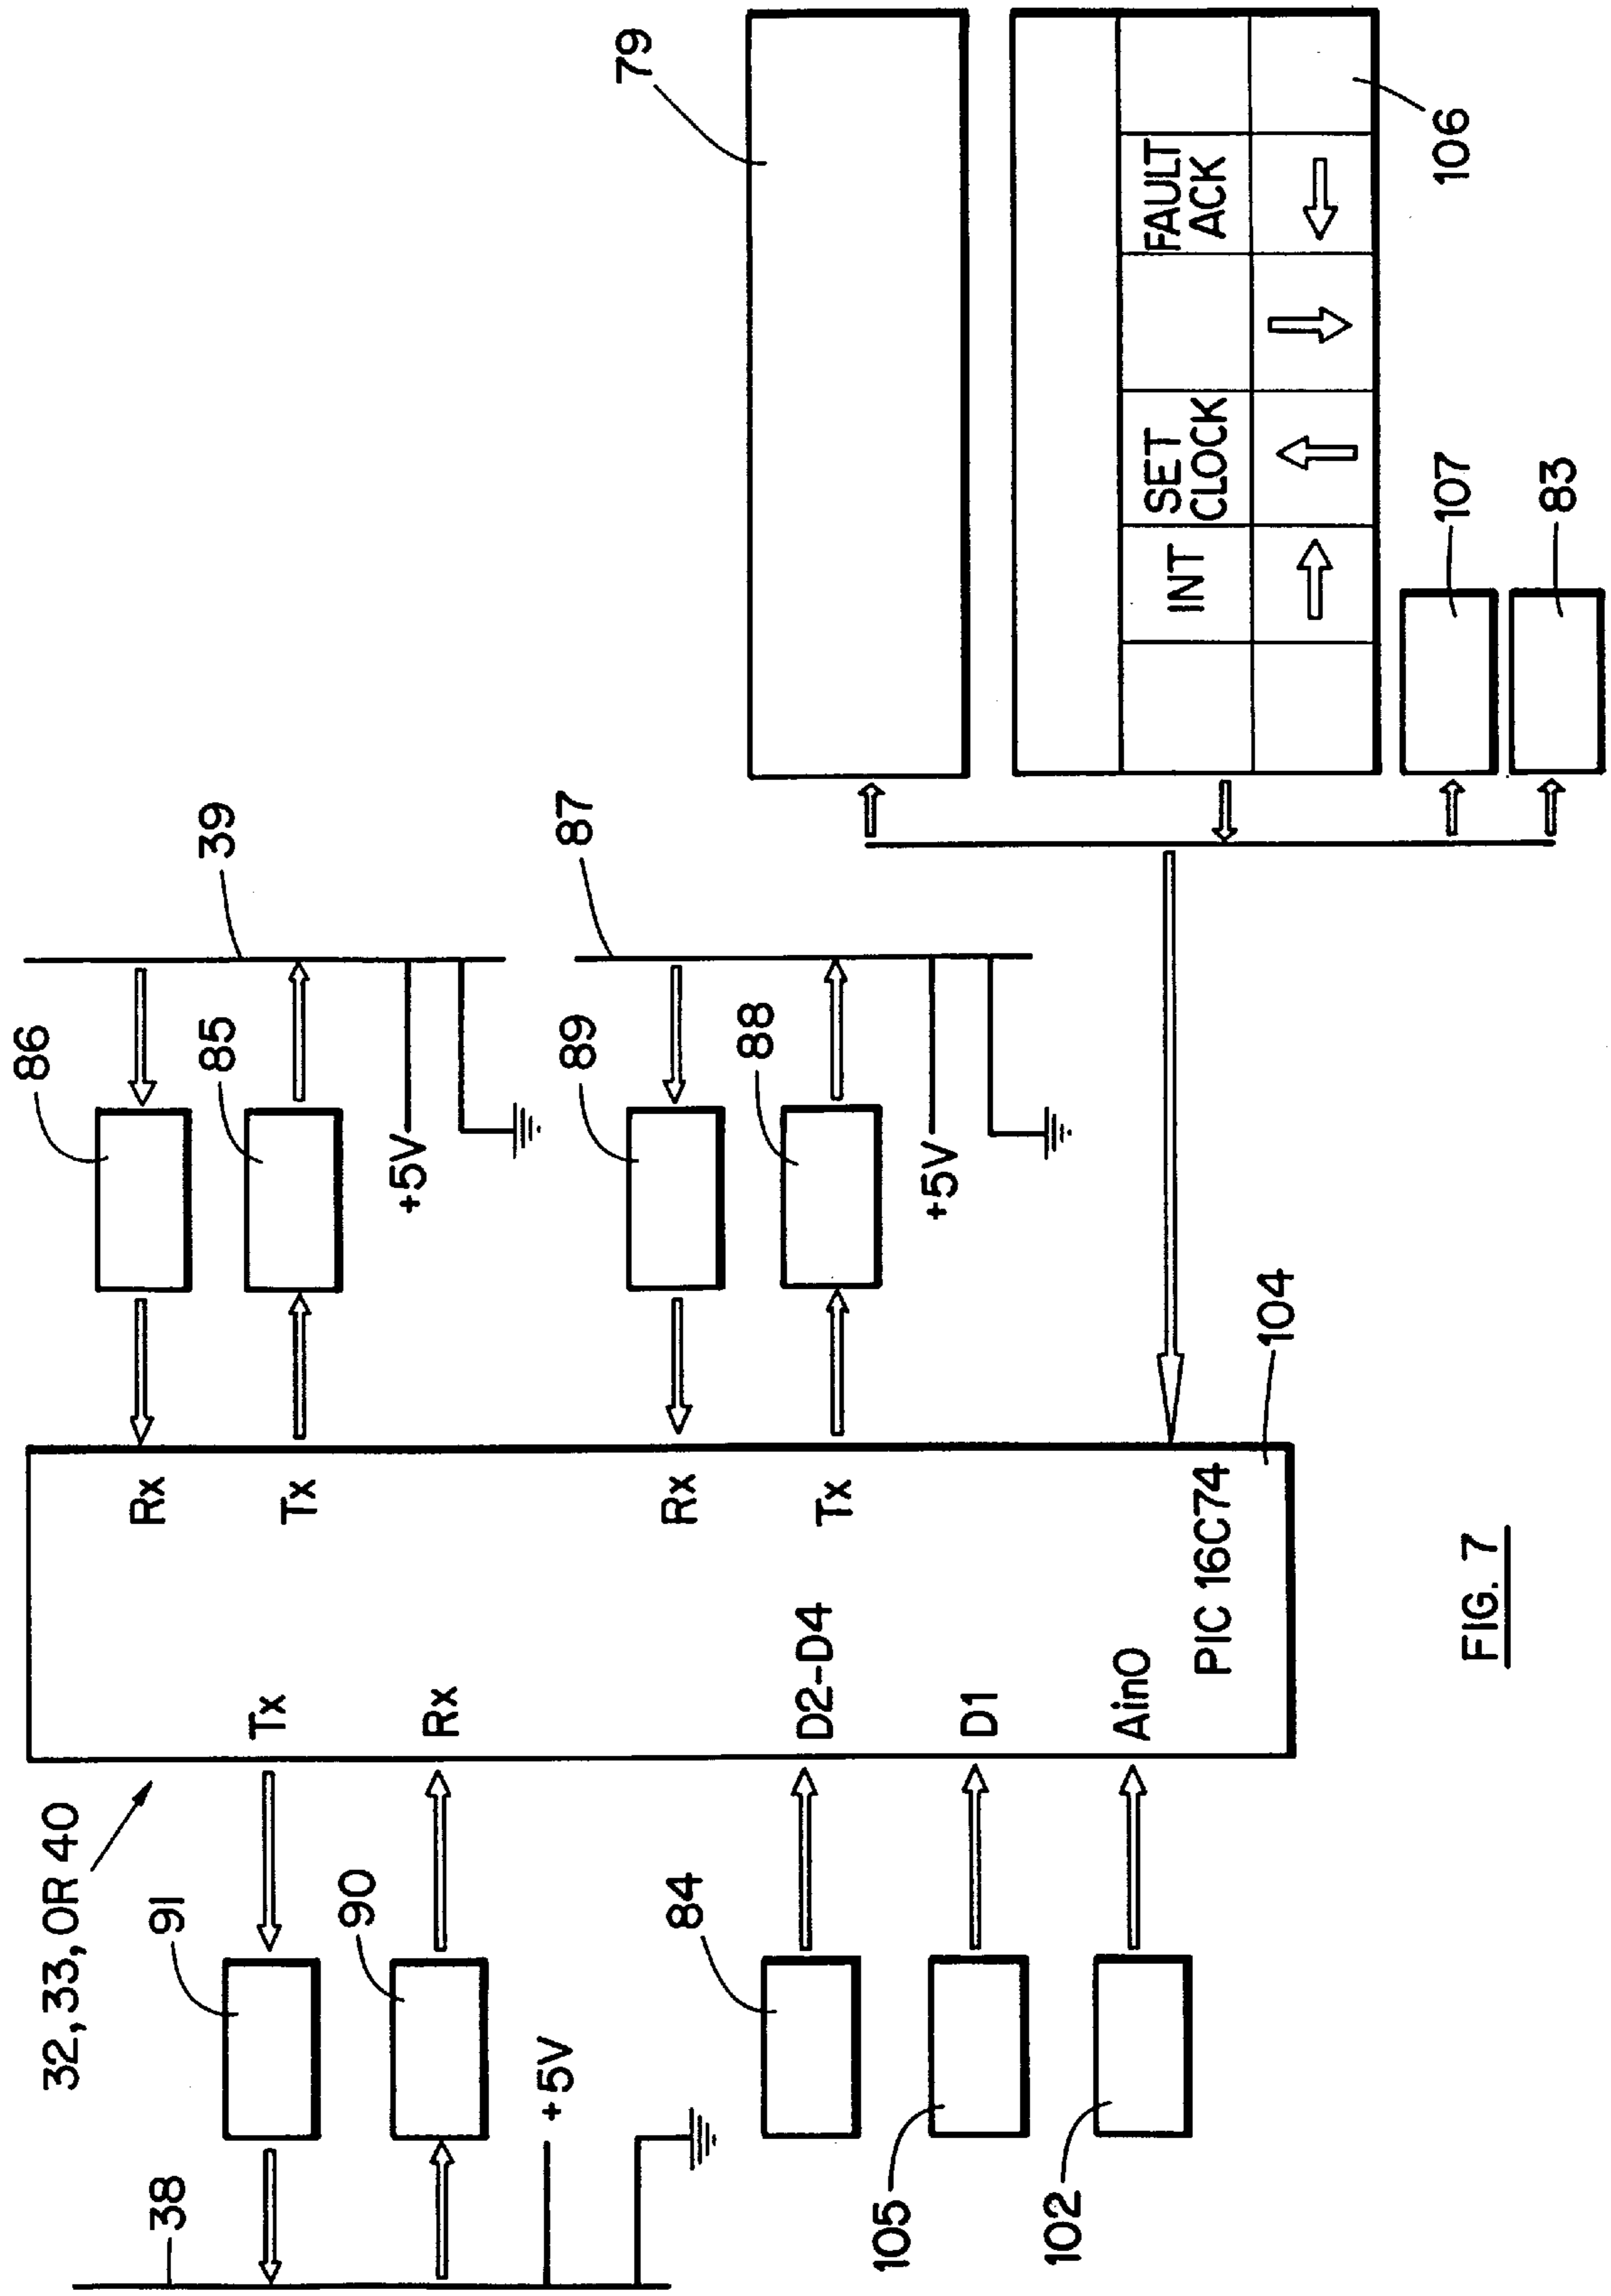 32, 33, OR 40
38
91
90
+5V
84
105
102
Tx
Rx
D2-D4
D1
Ain0
Rx
Tx
Rx
Tx
PIC 16C74
104
86
85
39
+5V
89
88
87
+5V
79
INT
SET
CLOCK
FAULT
ACK
106
107
83
FIG. 7